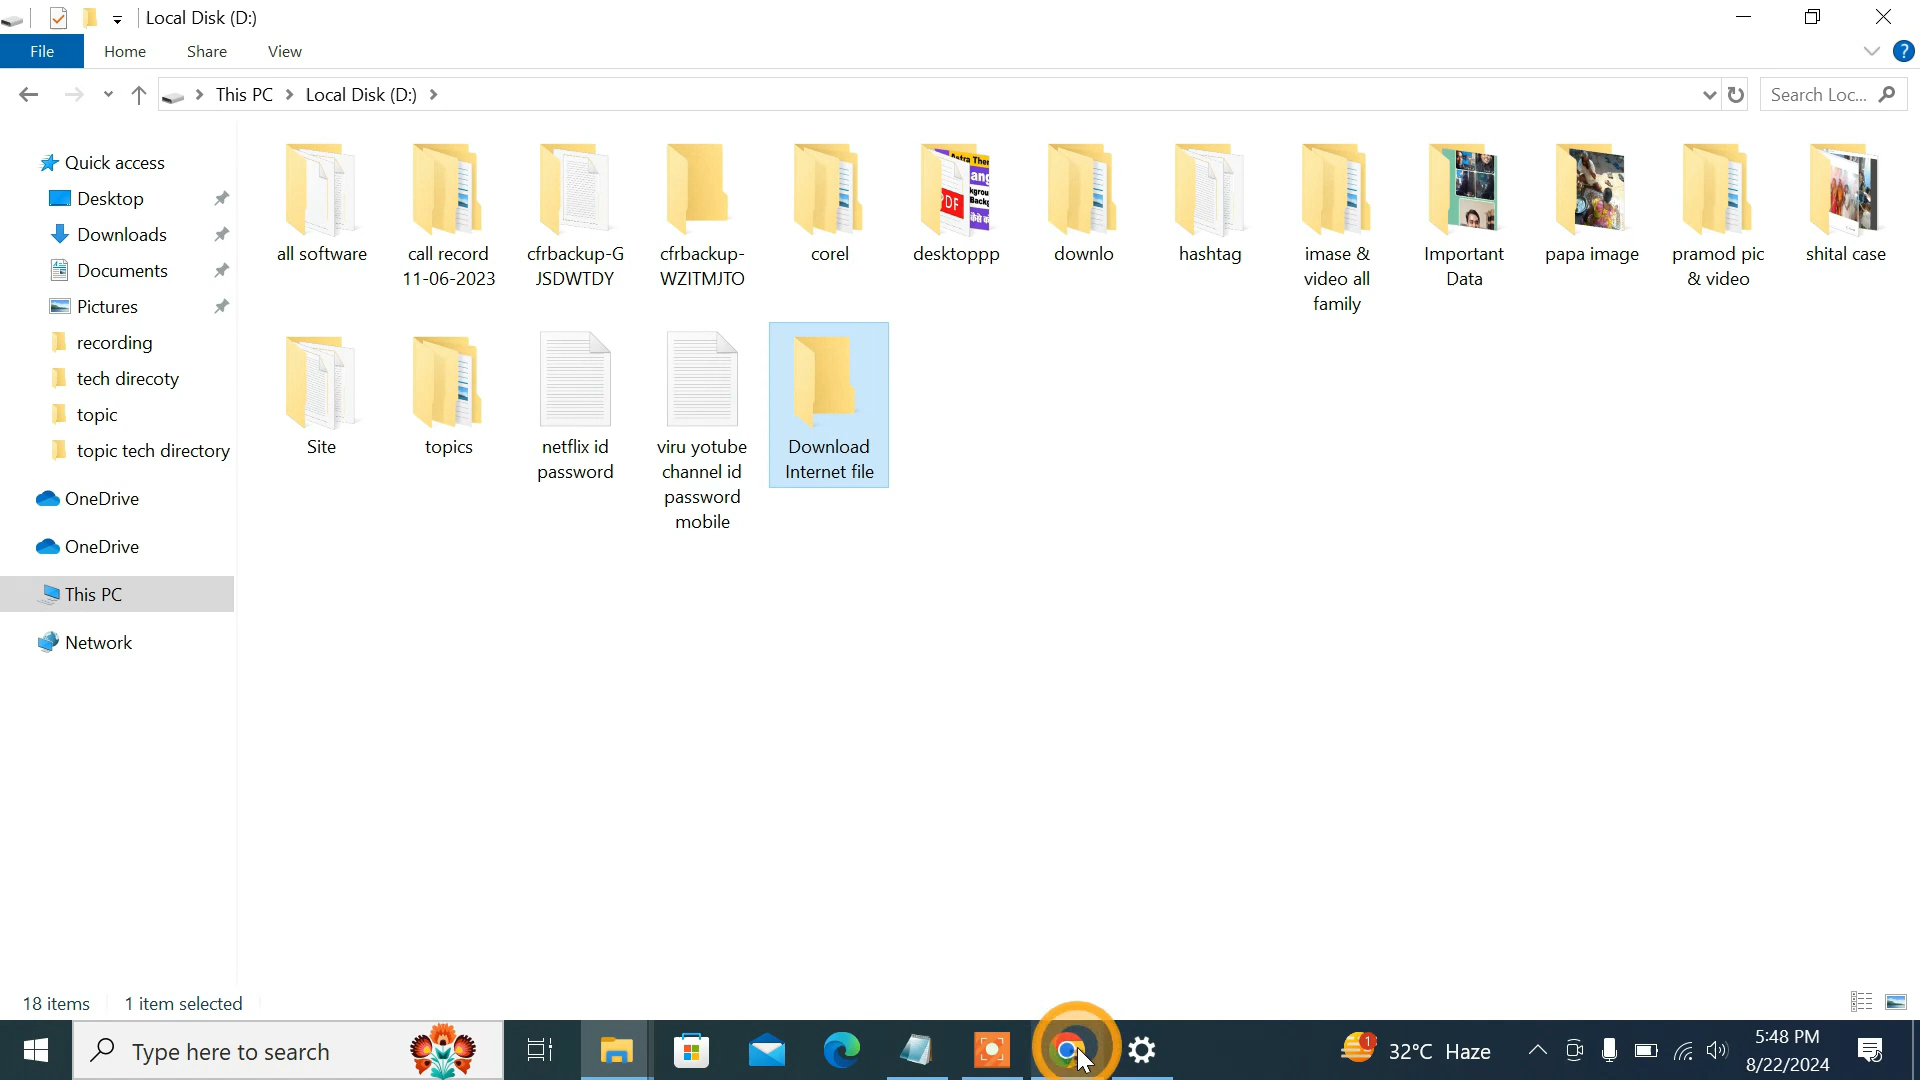 Local Disk (D:)
File Home Share View
This PC Local Disk (D:)
Search Loc...
Quick access
Desktop
Downloads
Documents
Pictures
recording
tech direcoty
topic
topic tech directory
OneDrive
OneDrive
This PC
Network
all software
call record
11-06-2023
cfrbackup-G
JSDWTDY
cfrbackup-
WZITMJTO
corel
desktoppp
downlo
hashtag
imase &
video all
family
Important
Data
papa image
pramod pic
& video
shital case
Site
topics
netflix id
password
viru yotube
channel id
password
mobile
Download
Internet file
18 items 1 item selected
Type here to search
1
32°C Haze
5:48 PM
8/22/2024